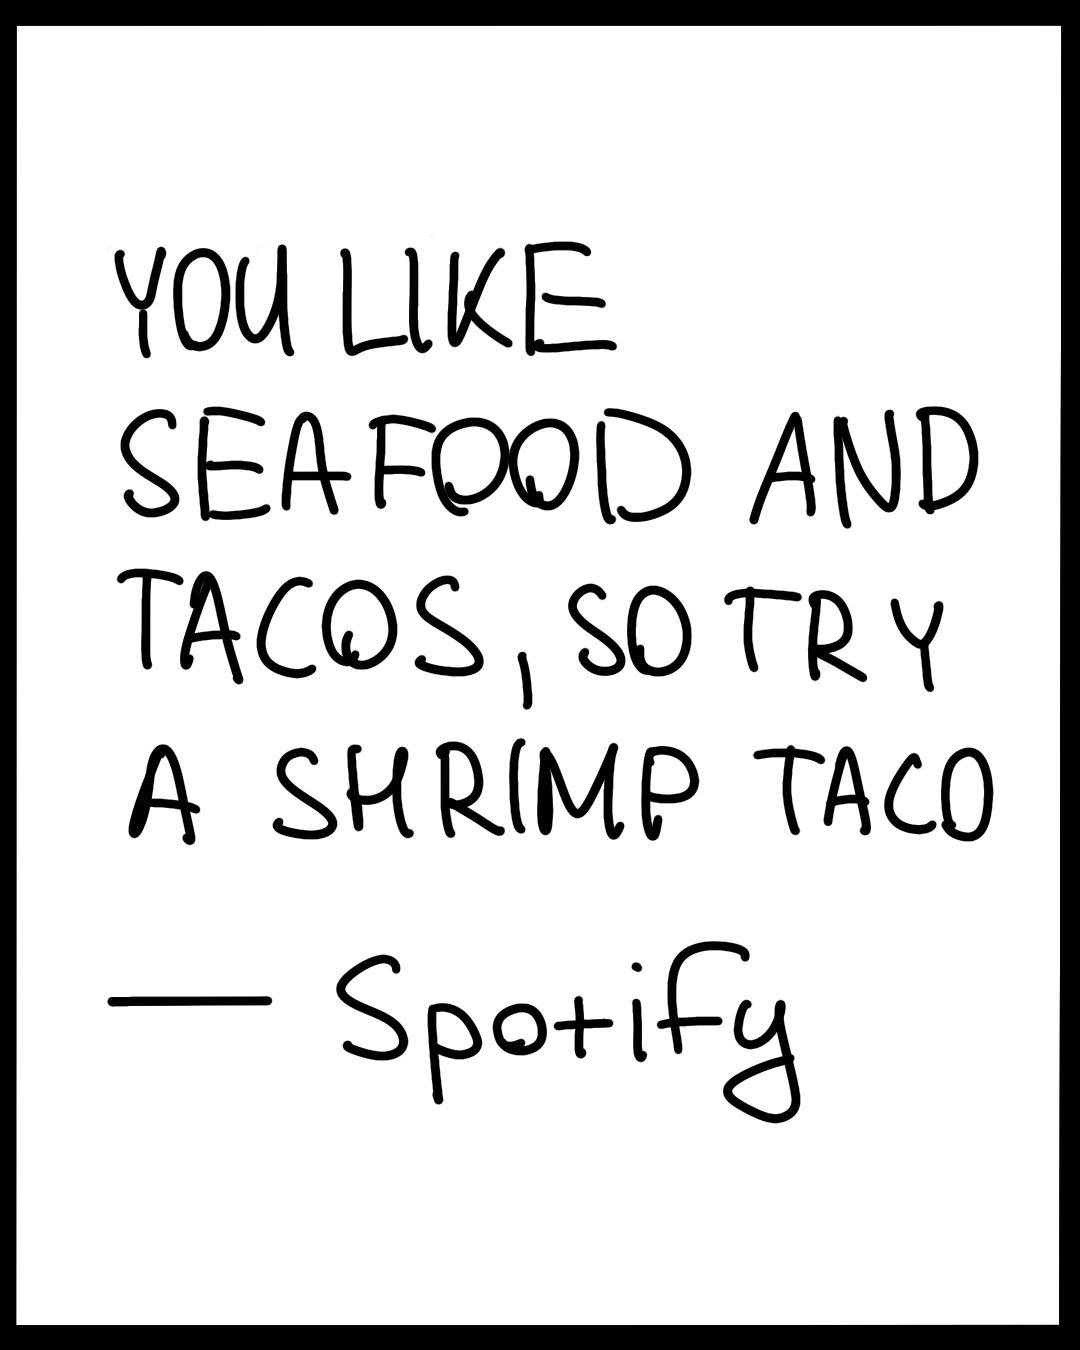 YOU LIKE
SEAFOOD AND
TACOS, SO TRY
A SHRIMP TACO
— Spotify